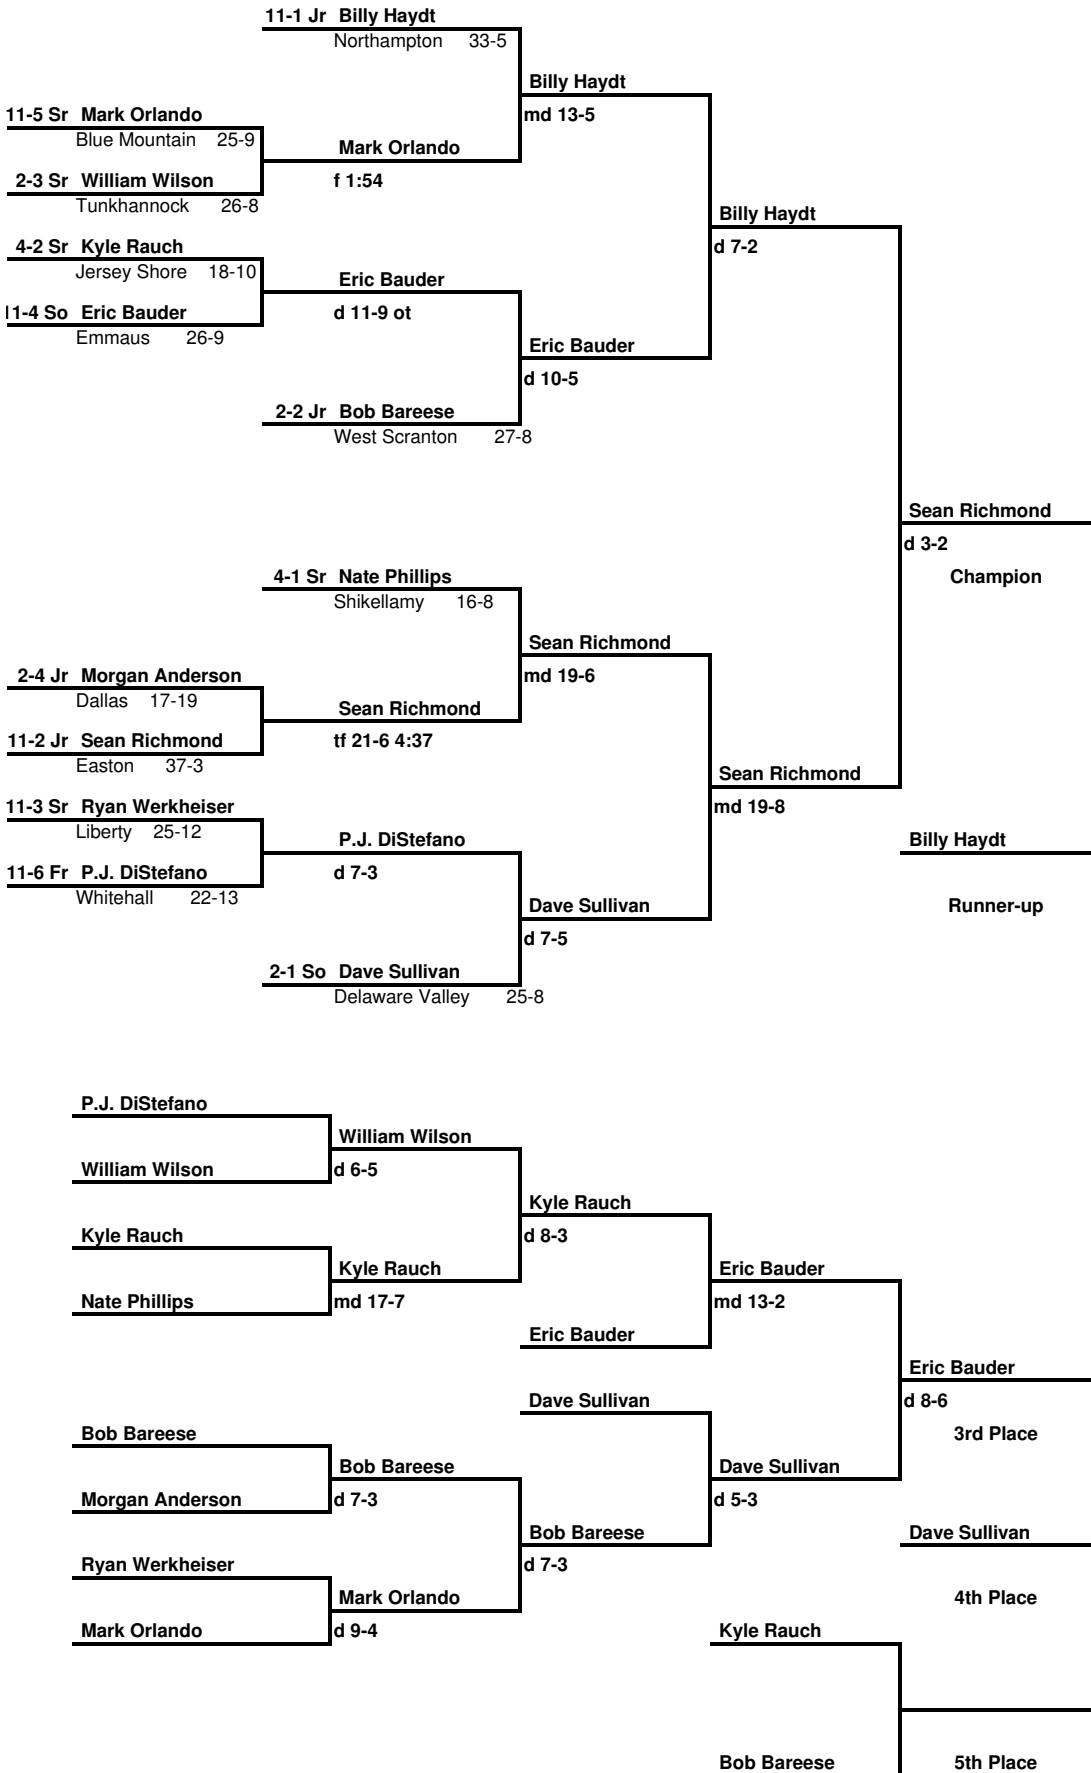 11-1 Jr Billy Haydt
Northampton 33-5
Billy Haydt
11-5 Sr Mark Orlando
md 13-5
Blue Mountain 25-9
Mark Orlando
2-3 Sr William Wilson
f 1:54
Tunkhannock 26-8
Billy Haydt
4-2 Sr Kyle Rauch
d 7-2
Jersey Shore 18-10
Eric Bauder
11-4 So Eric Bauder
d 11-9 ot
Emmaus 26-9
Eric Bauder
d 10-5
2-2 Jr Bob Bareese
West Scranton 27-8
Sean Richmond
d 3-2
4-1 Sr Nate Phillips
Champion
Shikellamy 16-8
Sean Richmond
2-4 Jr Morgan Anderson
md 19-6
Dallas 17-19
Sean Richmond
11-2 Jr Sean Richmond
tf 21-6 4:37
Easton 37-3
Sean Richmond
11-3 Sr Ryan Werkheiser
md 19-8
Liberty 25-12
P.J. DiStefano
Billy Haydt
11-6 Fr P.J. DiStefano
d 7-3
Whitehall 22-13
Dave Sullivan
Runner-up
d 7-5
2-1 So Dave Sullivan
Delaware Valley 25-8
P.J. DiStefano
William Wilson
William Wilson
d 6-5
Kyle Rauch
Kyle Rauch
d 8-3
Kyle Rauch
Eric Bauder
Nate Phillips
md 17-7
md 13-2
Eric Bauder
Eric Bauder
Dave Sullivan
d 8-6
Bob Bareese
3rd Place
Bob Bareese
Dave Sullivan
Morgan Anderson
d 7-3
d 5-3
Bob Bareese
Dave Sullivan
Ryan Werkheiser
d 7-3
Mark Orlando
4th Place
Mark Orlando
d 9-4
Kyle Rauch
Bob Bareese
5th Place